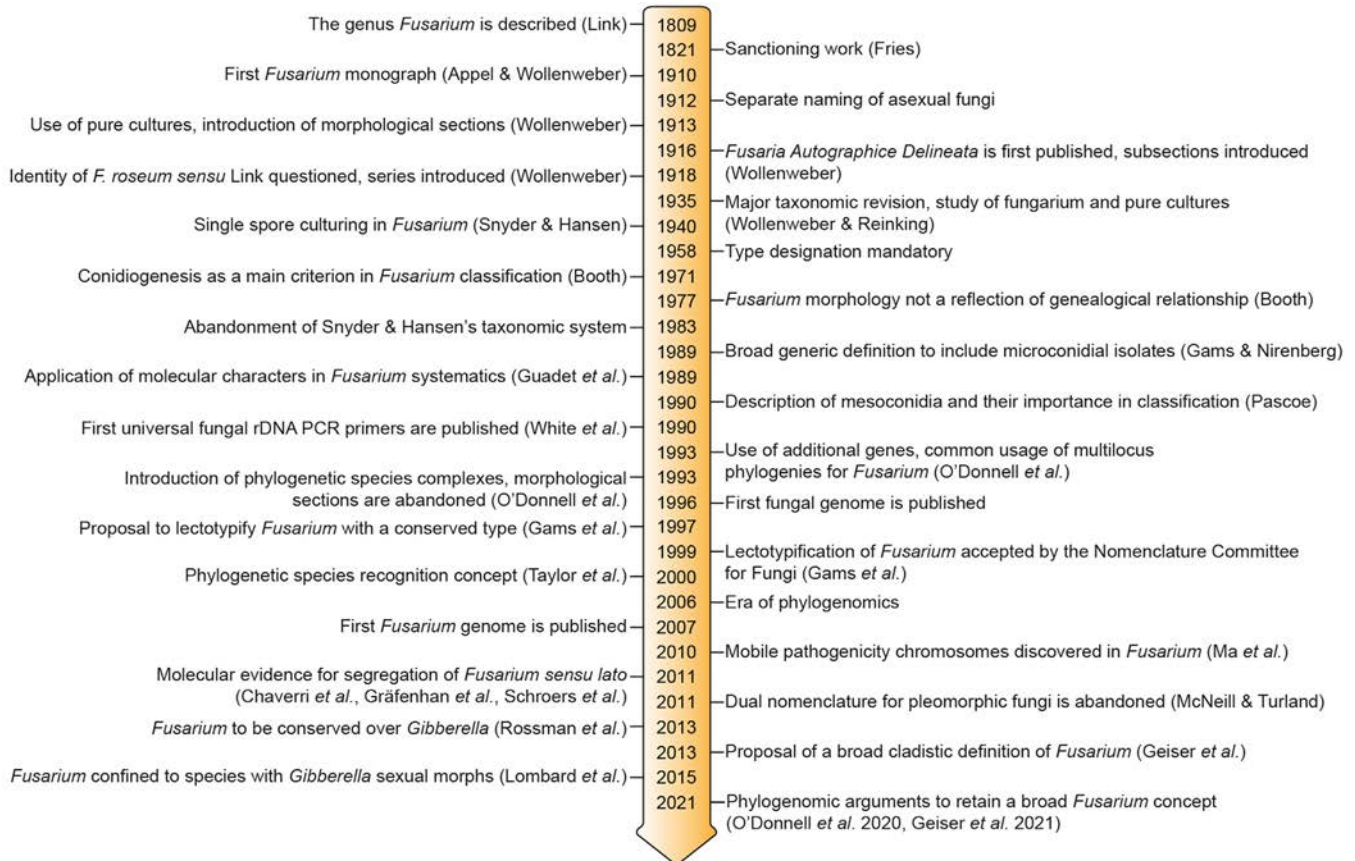 The genus Fusarium is described (Link)
1809
1821
Sanctioning work (Fries)
First Fusarium monograph (Appel & Wollenweber)
1910
1912
Separate naming of asexual fungi
Use of pure cultures, introduction of morphological sections (Wollenweber)
1913
1916
Fusaria Autographice Delineata is first published, subsections introduced
(Wollenweber)
Identity of F. roseum sensu Link questioned, series introduced (Wollenweber)
1918
1935
Major taxonomic revision, study of fungarium and pure cultures
(Wollenweber & Reinking)
Single spore culturing in Fusarium (Snyder & Hansen)
1940
1958
Type designation mandatory
Conidiogenesis as a main criterion in Fusarium classification (Booth)
1971
1977
Fusarium morphology not a reflection of genealogical relationship (Booth)
Abandonment of Snyder & Hansen's taxonomic system
1983
1989
Broad generic definition to include microconidial isolates (Gams & Nirenberg)
Application of molecular characters in Fusarium systematics (Guadet et al.)
1989
1990
Description of mesoconidia and their importance in classification (Pascoe)
First universal fungal rDNA PCR primers are published (White et al.)
1990
1993
Use of additional genes, common usage of multilocus
phylogenies for Fusarium (O'Donnell et al.)
Introduction of phylogenetic species complexes, morphological
sections are abandoned (O'Donnell et al.)
1993
1996
First fungal genome is published
Proposal to lectotypify Fusarium with a conserved type (Gams et al.)
1997
1999
Lectotypification of Fusarium accepted by the Nomenclature Committee
for Fungi (Gams et al.)
Phylogenetic species recognition concept (Taylor et al.)
2000
2006
Era of phylogenomics
First Fusarium genome is published
2007
2010
Mobile pathogenicity chromosomes discovered in Fusarium (Ma et al.)
Molecular evidence for segregation of Fusarium sensu lato
(Chaverri et al., Gräfenhan et al., Schroers et al.)
2011
2011
Dual nomenclature for pleomorphic fungi is abandoned (McNeill & Turland)
Fusarium to be conserved over Gibberella (Rossman et al.)
2013
2013
Proposal of a broad cladistic definition of Fusarium (Geiser et al.)
Fusarium confined to species with Gibberella sexual morphs (Lombard et al.)
2015
2021
Phylogenomic arguments to retain a broad Fusarium concept
(O'Donnell et al. 2020, Geiser et al. 2021)